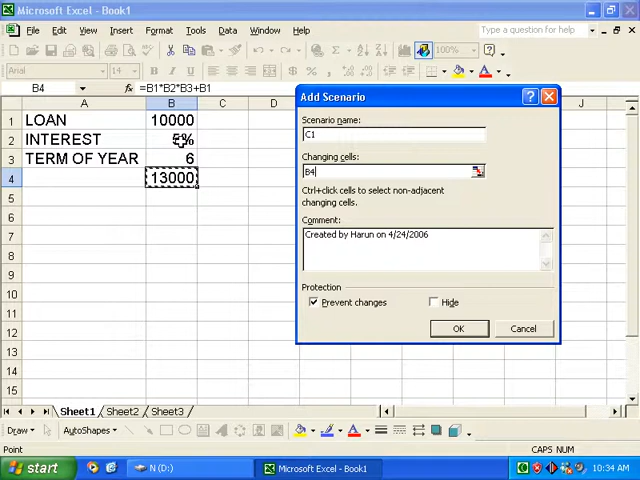 Microsoft Excel - Book1
File Edit View Insert Format Tools Data Window Help
Type a question for help
100%
Arial 14 B
B4 fx =B1*B2*B3+B1
A B C D
1 LOAN 10000
2 INTEREST 5%
3 TERM OF YEAR 6
4 13000
5
6
7
8
9
10
11
12
13
14
15
Add Scenario
Scenario name:
C1
Changing cells:
B4
Ctrl+click cells to select non-adjacent
changing cells.
Comment:
Created by Harun on 4/24/2006
Protection
Prevent changes Hide
OK Cancel
Sheet1 Sheet2 Sheet3
Draw AutoShapes
Point CAPS NUM
start N (D:) Microsoft Excel - Book1 10:34 AM